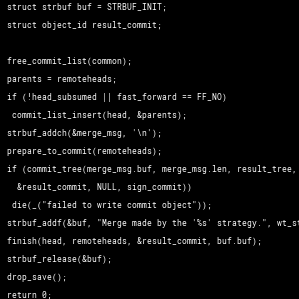 struct strbuf buf = STRBUF_INIT;
struct object_id result_commit;
free_commit_list(common);
parents = remoteheads;
if (!head_subsumed || fast_forward == FF_NO)
commit_list_insert(head, &parents);
strbuf_addch(&merge_msg, '\n');
prepare_to_commit(remoteheads);
if (commit_tree(merge_msg.buf, merge_msg.len, result_tree,
&result_commit, NULL, sign_commit))
die(_("failed to write commit object"));
strbuf_addf(&buf, "Merge made by the '%s' strategy.", wt_st
finish(head, remoteheads, &result_commit, buf.buf);
strbuf_release(&buf);
drop_save();
return 0;